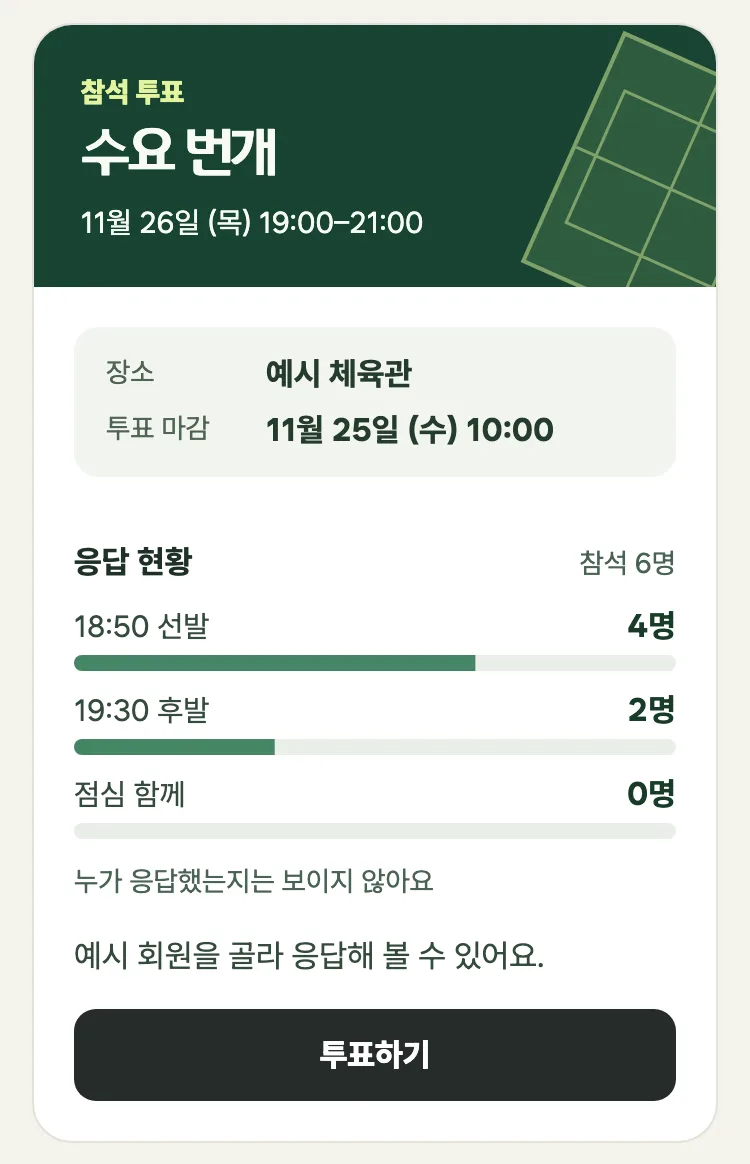 참석 투표
수요 번개
11월 26일 (목) 19:00–21:00
장소 예시 체육관
투표 마감 11월 25일 (수) 10:00
응답 현황 참석 6명
18:50 선발 4명
19:30 후발 2명
점심 함께 0명
누가 응답했는지는 보이지 않아요
예시 회원을 골라 응답해 볼 수 있어요.
투표하기